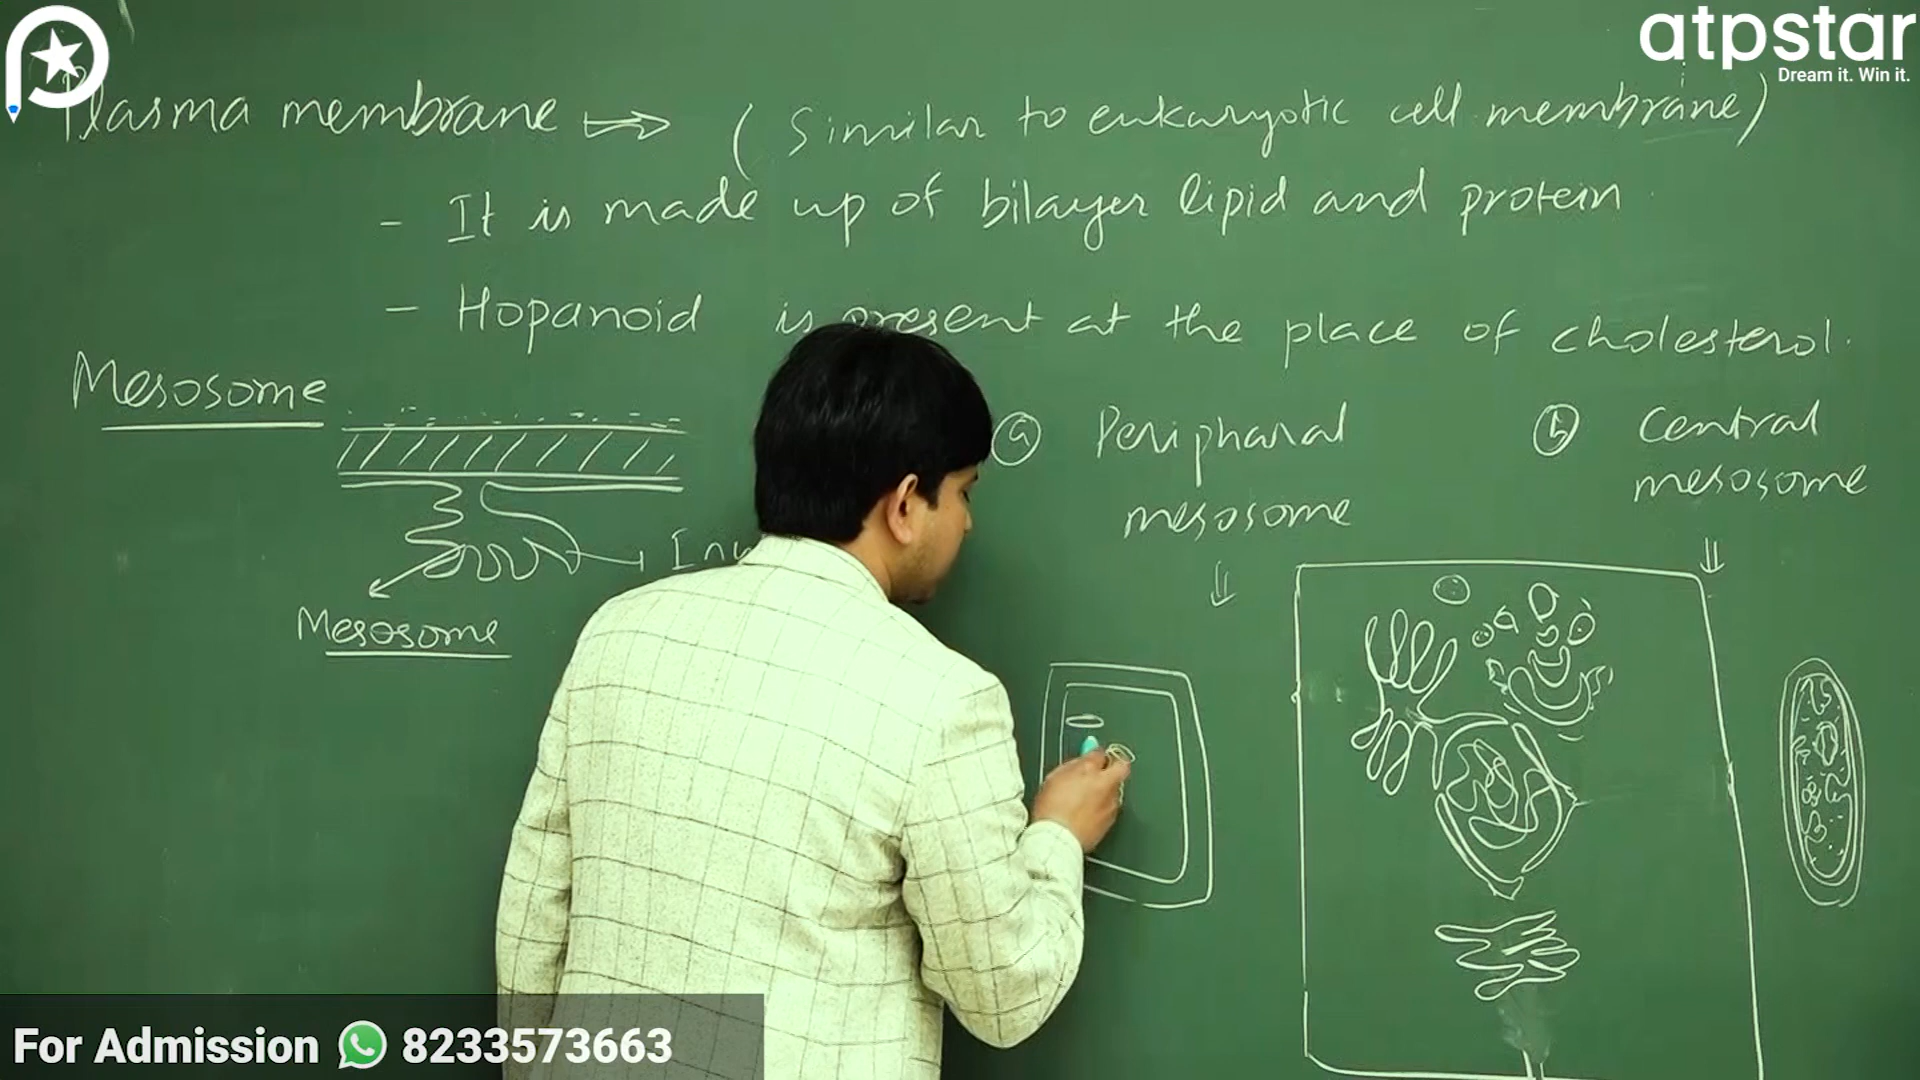 atpstar
Dream it. Win it.
Plasma membrane (Similar to eukaryotic cell membrane)
- It is made up of bilayer lipid and protein
- Hopanoid is present at the place of cholesterol.
Mesosome
a Peripharal mesosome
b Central mesosome
Mesosome
For Admission 8233573663